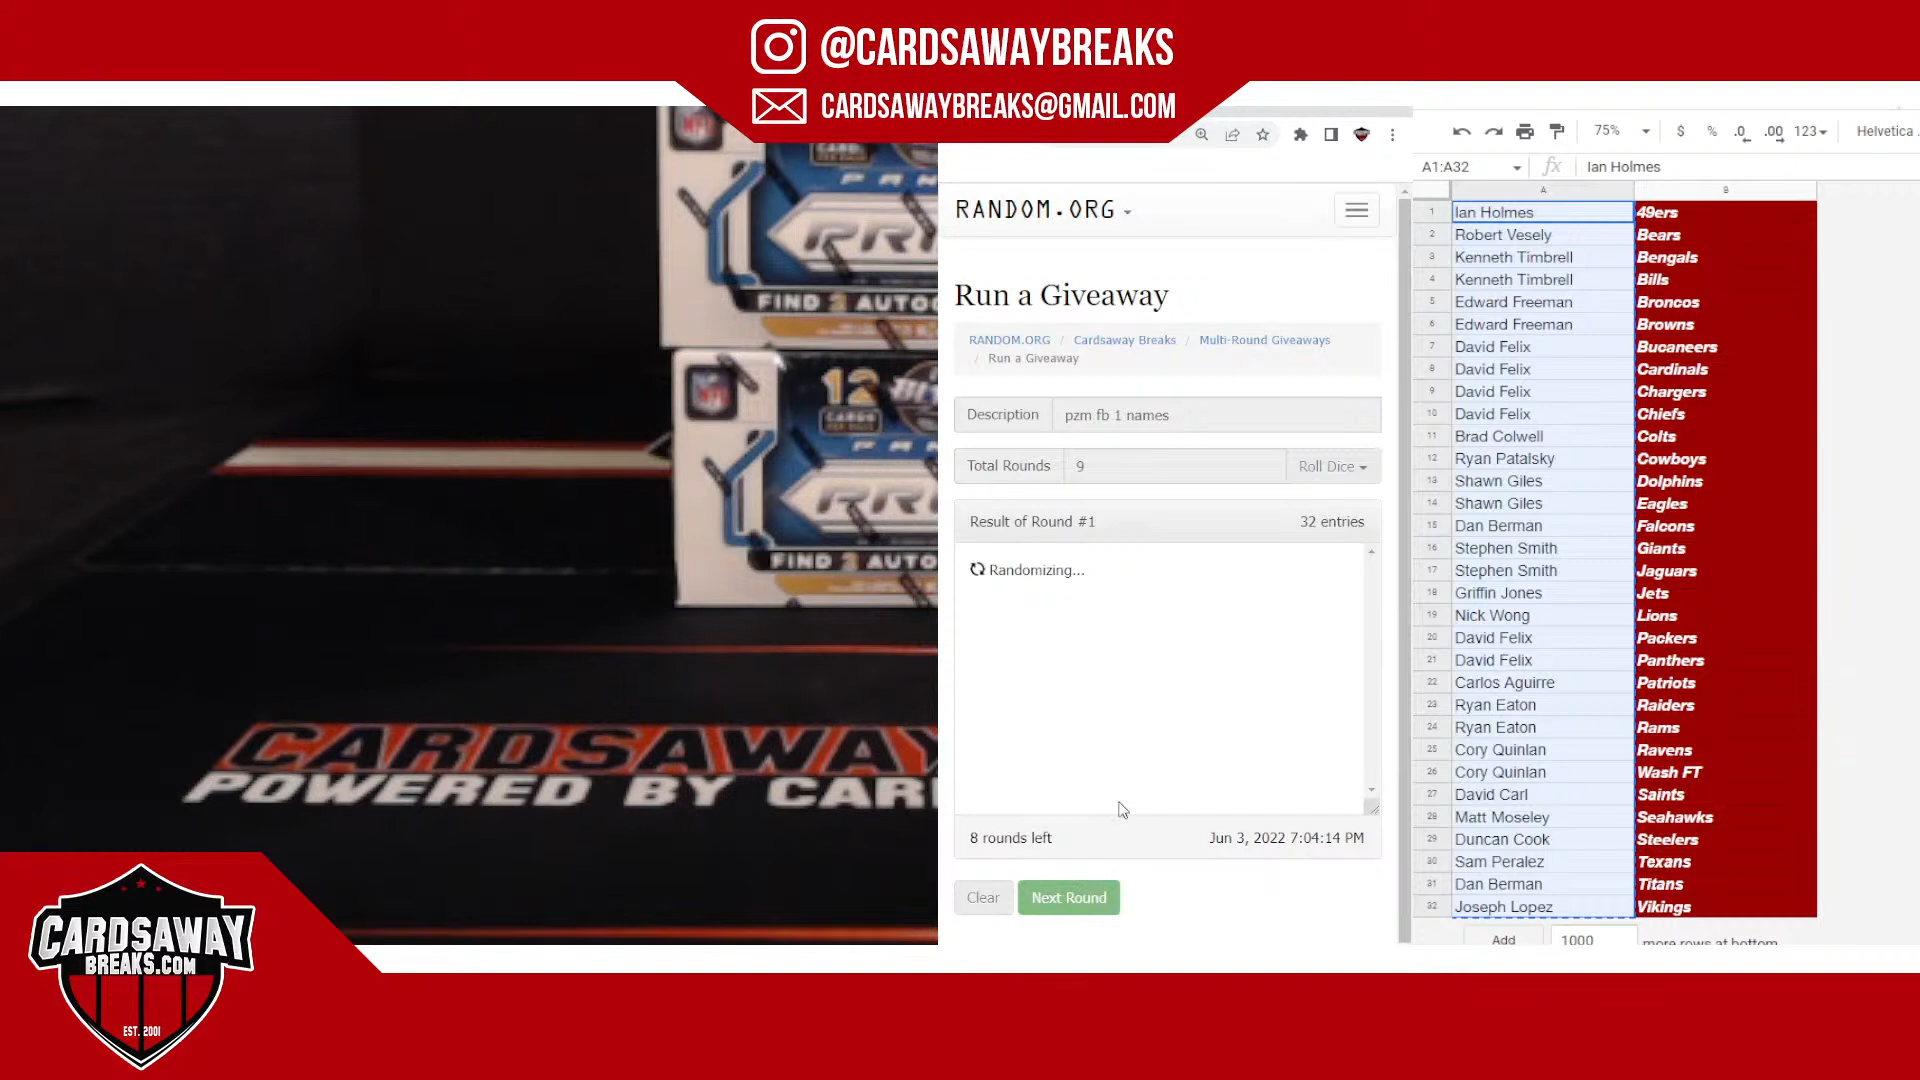 @CARDSAWAYBREAKS
CARDSAWAYBREAKS@GMAIL.COM
NFL
FIND 2 AUTO
NFL
12
CARDS
PRI
FIND 2 AUTO
CARDSAWAY
POWERED BY CAR
CARDSAWAY
BREAKS.COM
EST. 2001
RANDOM.ORG
Run a Giveaway
RANDOM.ORG / Cardsaway Breaks / Multi-Round Giveaways
/ Run a Giveaway
Description pzm fb 1 names
Total Rounds 9 Roll Dice
Result of Round #1 32 entries
Randomizing...
8 rounds left Jun 3, 2022 7:04:14 PM
Clear Next Round
75% $ % .0 .00 123 Helvetica ..
A1:A32 fx Ian Holmes
A B
1 Ian Holmes 49ers
2 Robert Vesely Bears
3 Kenneth Timbrell Bengals
4 Kenneth Timbrell Bills
5 Edward Freeman Broncos
6 Edward Freeman Browns
7 David Felix Bucaneers
8 David Felix Cardinals
9 David Felix Chargers
10 David Felix Chiefs
11 Brad Colwell Colts
12 Ryan Patalsky Cowboys
13 Shawn Giles Dolphins
14 Shawn Giles Eagles
15 Dan Berman Falcons
16 Stephen Smith Giants
17 Stephen Smith Jaguars
18 Griffin Jones Jets
19 Nick Wong Lions
20 David Felix Packers
21 David Felix Panthers
22 Carlos Aguirre Patriots
23 Ryan Eaton Raiders
24 Ryan Eaton Rams
25 Cory Quinlan Ravens
26 Cory Quinlan Wash FT
27 David Carl Saints
28 Matt Moseley Seahawks
29 Duncan Cook Steelers
30 Sam Peralez Texans
31 Dan Berman Titans
32 Joseph Lopez Vikings
Add 1000 more rows at bottom